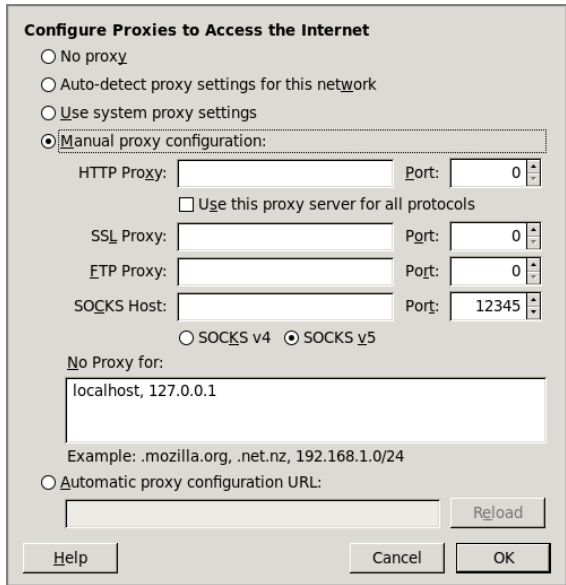 Configure Proxies to Access the Internet
No proxy
Auto-detect proxy settings for this network
Use system proxy settings
Manual proxy configuration:
HTTP Proxy: Port: 0
Use this proxy server for all protocols
SSL Proxy: Port: 0
FTP Proxy: Port: 0
SOCKS Host: Port: 12345
SOCKS v4 SOCKS v5
No Proxy for:
localhost, 127.0.0.1
Example: .mozilla.org, .net.nz, 192.168.1.0/24
Automatic proxy configuration URL:
Reload
Help Cancel OK